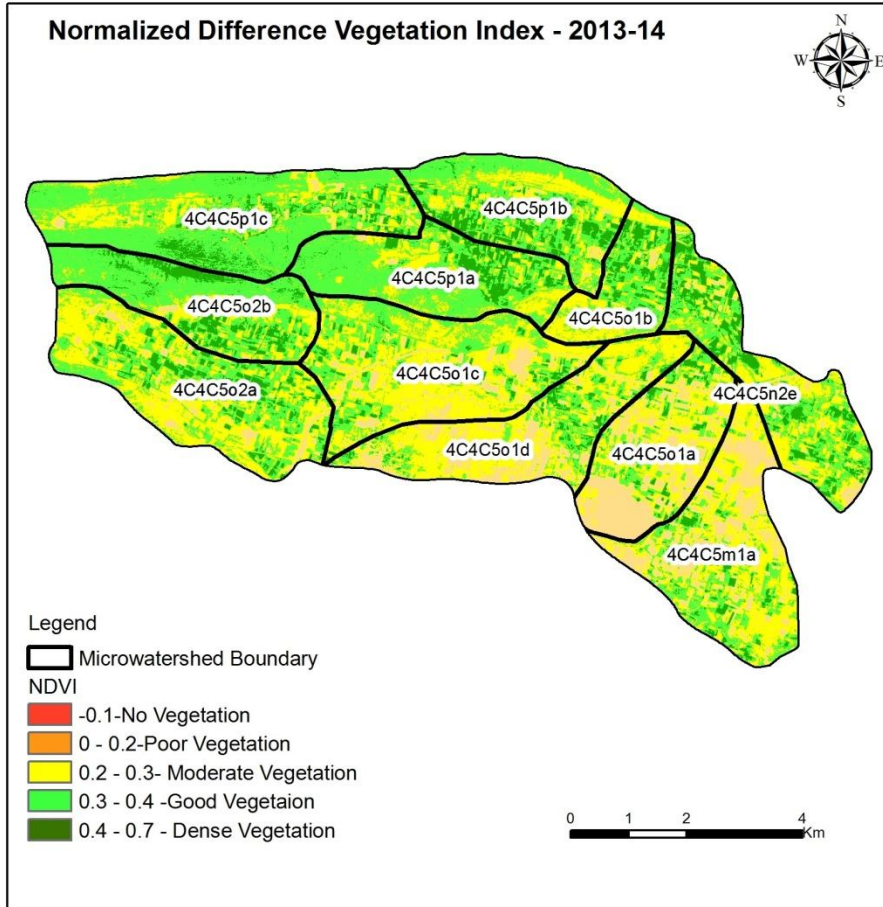 Normalized Difference Vegetation Index - 2013-14
N
W E
S
4C4C5p1c
4C4C5p1b
4C4C5p1a
4C4C5o2b
4C4C5o1b
4C4C5o1c
4C4C5o2a
4C4C5n2e
4C4C5o1d
4C4C5o1a
4C4C5m1a
Legend
Microwatershed Boundary
NDVI
-0.1-No Vegetation
0 - 0.2-Poor Vegetation
0.2 - 0.3- Moderate Vegetation
0.3 - 0.4 -Good Vegetaion
0.4 - 0.7 - Dense Vegetation
0 1 2 4
Km